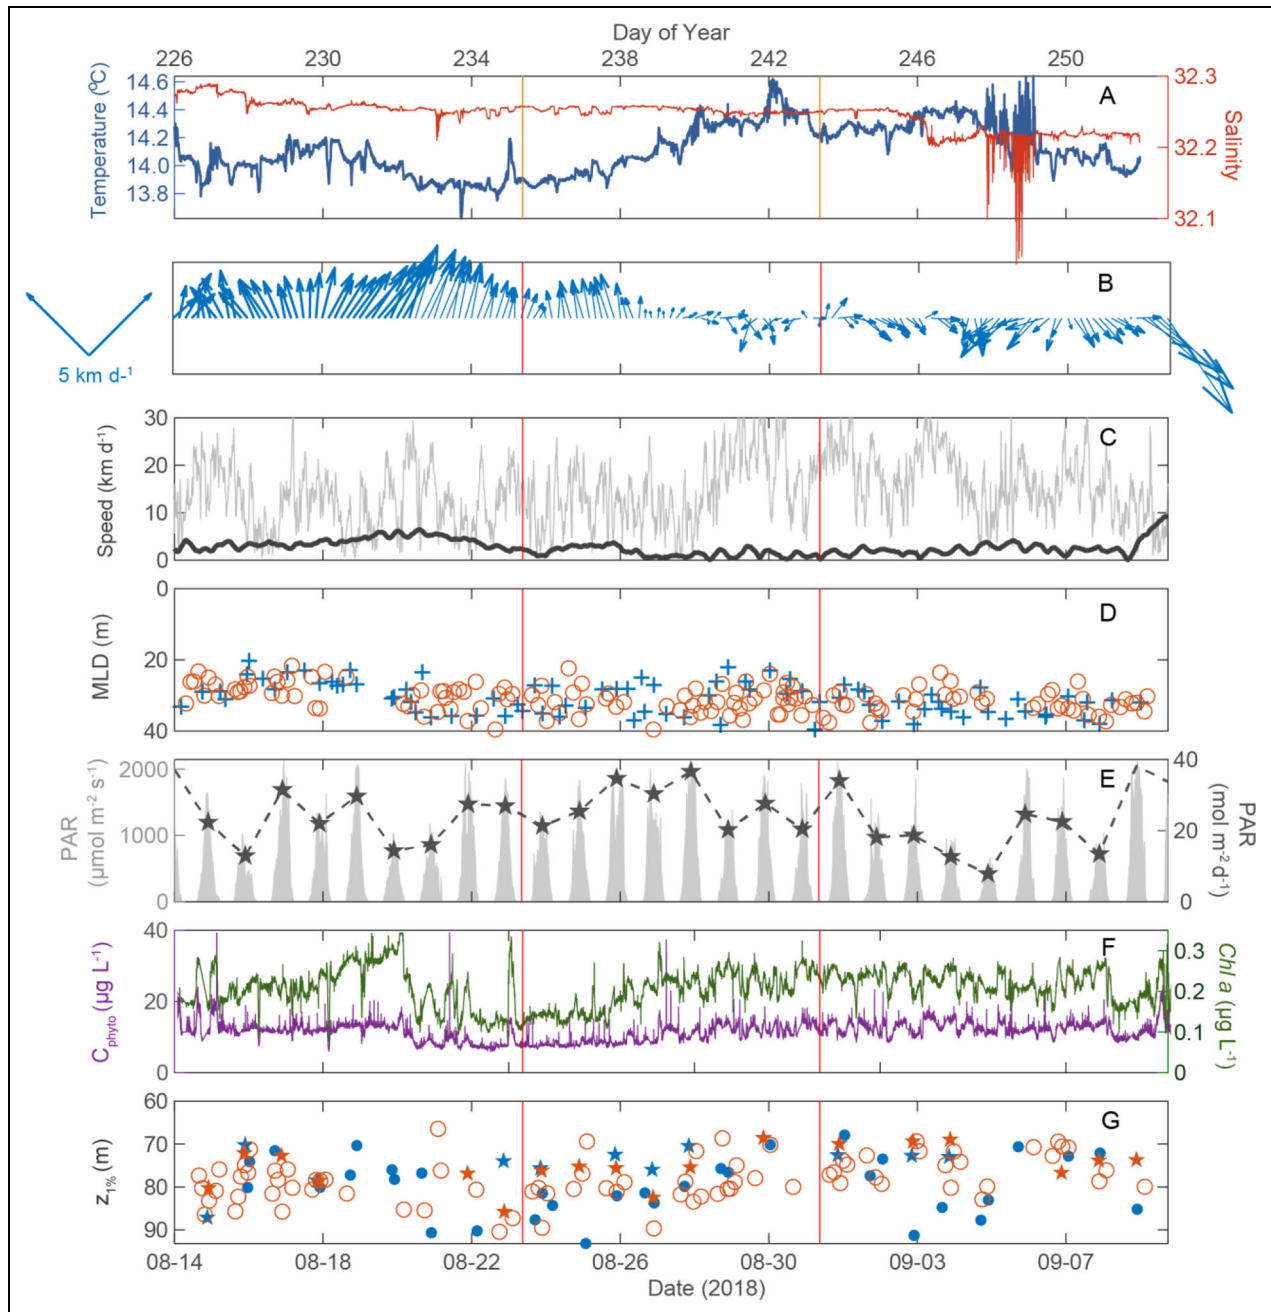 Day of Year
226 230 234 238 242 246 250
A
Temperature (ºC)
14.6
14.4
14.2
14.0
13.8
32.3
32.2
32.1
Salinity
B
5 km d-1
C
Speed (km d-1)
30
20
10
0
D
MLD (m)
0
20
40
E
PAR
(µmol m-2 s-1)
2000
1000
0
40
20
0
PAR
(mol m-2 d-1)
F
Cphyto (µg L-1)
40
20
0
0.3
0.2
0.1
0
Chl a (µg L-1)
G
z1% (m)
60
70
80
90
08-14 08-18 08-22 08-26 08-30 09-03 09-07
Date (2018)